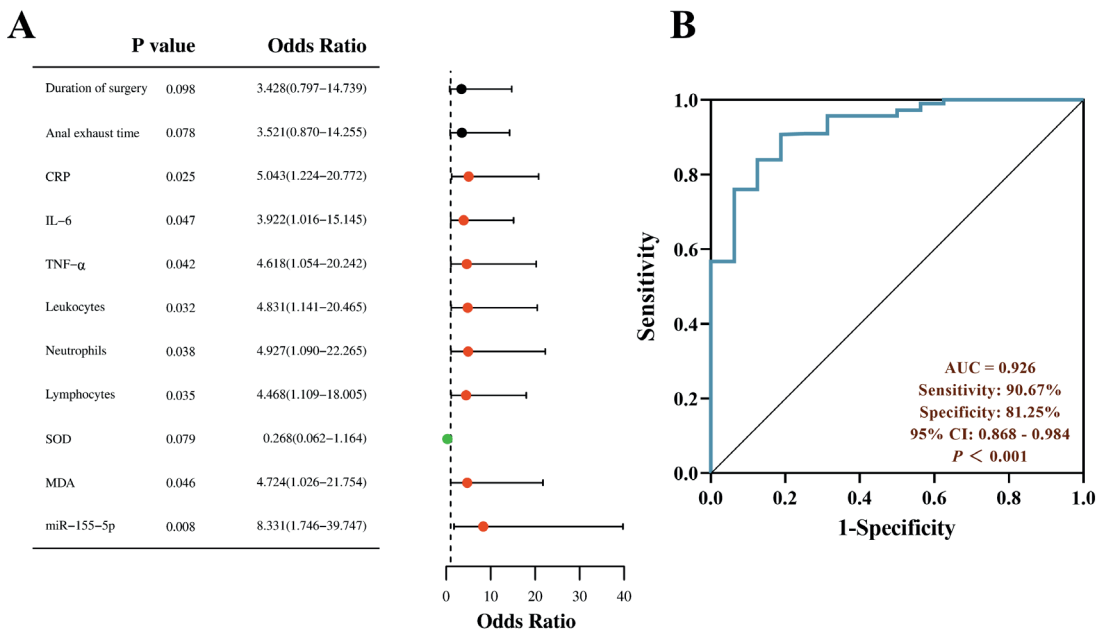 A
P value Odds Ratio
Duration of surgery 0.098 3.428(0.797−14.739)
Anal exhaust time 0.078 3.521(0.870−14.255)
CRP 0.025 5.043(1.224−20.772)
IL−6 0.047 3.922(1.016−15.145)
TNF−α 0.042 4.618(1.054−20.242)
Leukocytes 0.032 4.831(1.141−20.465)
Neutrophils 0.038 4.927(1.090−22.265)
Lymphocytes 0.035 4.468(1.109−18.005)
SOD 0.079 0.268(0.062−1.164)
MDA 0.046 4.724(1.026−21.754)
miR−155−5p 0.008 8.331(1.746−39.747)
0 10 20 30 40
Odds Ratio
B
Sensitivity
1.0
0.8
0.6
0.4
0.2
0.0
AUC = 0.926
Sensitivity: 90.67%
Specificity: 81.25%
95% CI: 0.868 - 0.984
P < 0.001
0.0 0.2 0.4 0.6 0.8 1.0
1-Specificity